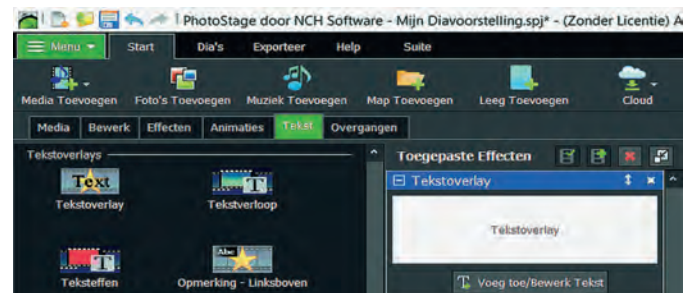 PhotoStage door NCH Software - Mijn Diavoorstelling.spj* - (Zonder Licentie)
Menu Start Dia's Exporteer Help Suite
Media Toevoegen Foto's Toevoegen Muziek Toevoegen Map Toevoegen Leeg Toevoegen Cloud
Media Bewerk Effecten Animaties Tekst Overgangen
Tekstoverlays
Text
Tekstoverlay
T
Tekstverloop
T
Teksteffen
Abc
Opmerking - Linksboven
Toegepaste Effecten
Tekstoverlay
Tekstoverlay
Voeg toe/Bewerk Tekst